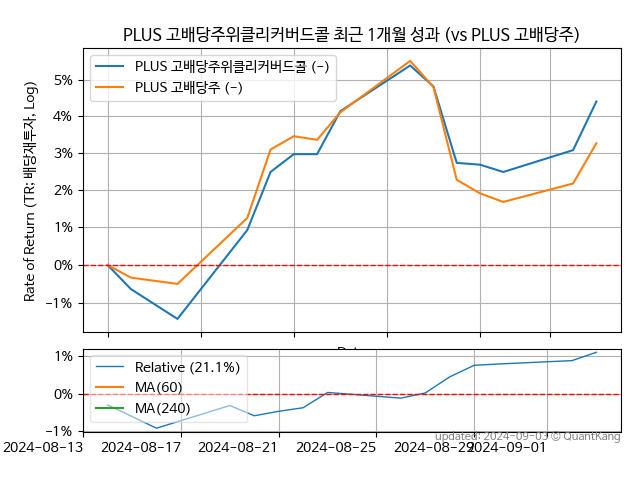 PLUS 고배당주위클리커버드콜 최근 1개월 성과 (vs PLUS 고배당주)
Rate of Return (TR: 배당재투자, Log)
PLUS 고배당주위클리커버드콜 (-)
PLUS 고배당주 (-)
5%
4%
3%
2%
1%
0%
-1%
Relative (21.1%)
MA(60)
MA(240)
1%
0%
-1%
updated: 2024-09-03 © QuantKang
2024-08-13 2024-08-17 2024-08-21 2024-08-25 2024-08-29 2024-09-01